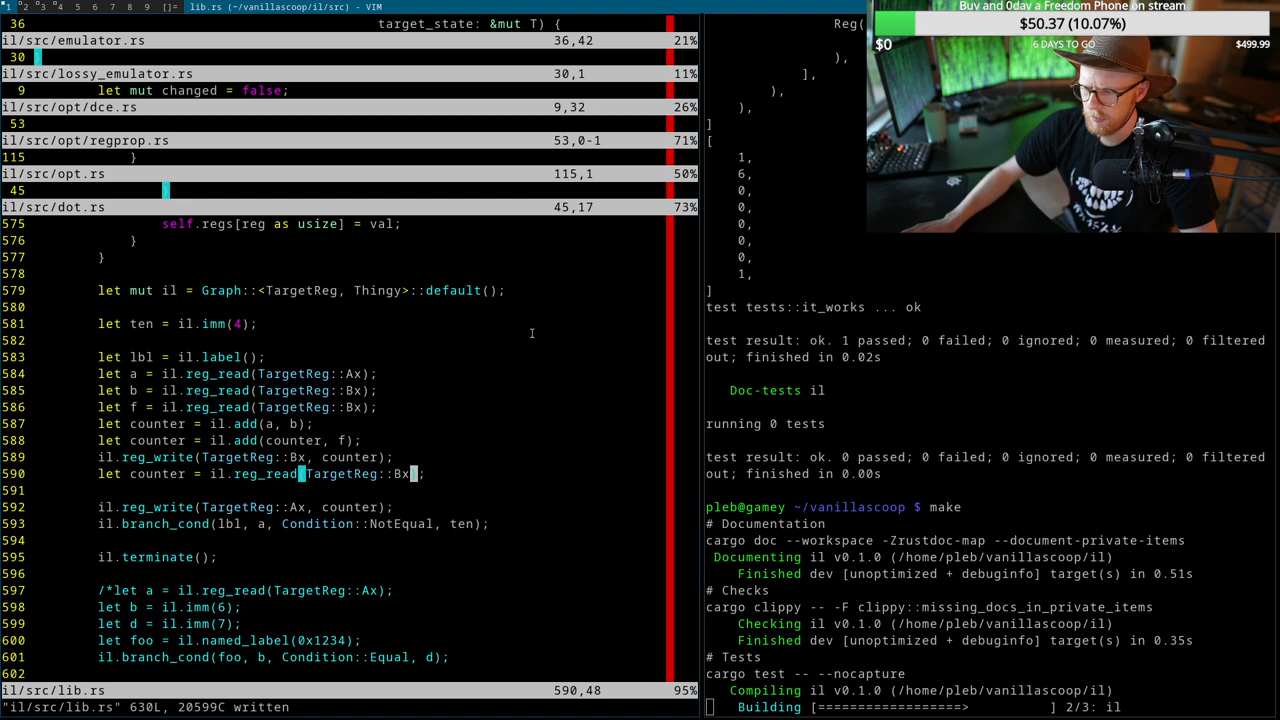 1 2 3 4 5 6 7 8 9 []= lib.rs (~/vanillascoop/il/src) - VIM
36 target_state: &mut T) {
il/src/emulator.rs 36,42 21%
30 }
il/src/lossy_emulator.rs 30,1 11%
9 let mut changed = false;
il/src/opt/dce.rs 9,32 26%
53
il/src/opt/regprop.rs 53,0-1 71%
115 }
il/src/opt.rs 115,1 50%
45 }
il/src/dot.rs 45,17 73%
575 self.regs[reg as usize] = val;
576 }
577 }
578
579 let mut il = Graph::<TargetReg, Thingy>::default();
580
581 let ten = il.imm(4);
582
583 let lbl = il.label();
584 let a = il.reg_read(TargetReg::Ax);
585 let b = il.reg_read(TargetReg::Bx);
586 let f = il.reg_read(TargetReg::Bx);
587 let counter = il.add(a, b);
588 let counter = il.add(counter, f);
589 il.reg_write(TargetReg::Bx, counter);
590 let counter = il.reg_read(TargetReg::Bx);
591
592 il.reg_write(TargetReg::Ax, counter);
593 il.branch_cond(lbl, a, Condition::NotEqual, ten);
594
595 il.terminate();
596
597 /*let a = il.reg_read(TargetReg::Ax);
598 let b = il.imm(6);
599 let d = il.imm(7);
600 let foo = il.named_label(0x1234);
601 il.branch_cond(foo, b, Condition::Equal, d);
602
il/src/lib.rs 590,48 95%
"il/src/lib.rs" 630L, 20599C written
Reg(
),
],
),
),
]
[
1,
6,
0,
0,
0,
0,
0,
1,
]
test tests::it_works ... ok
test result: ok. 1 passed; 0 failed; 0 ignored; 0 measured; 0 filtered
out; finished in 0.02s
Doc-tests il
running 0 tests
test result: ok. 0 passed; 0 failed; 0 ignored; 0 measured; 0 filtered
out; finished in 0.00s
pleb@gamey ~/vanillascoop $ make
# Documentation
cargo doc --workspace -Zrustdoc-map --document-private-items
Documenting il v0.1.0 (/home/pleb/vanillascoop/il)
Finished dev [unoptimized + debuginfo] target(s) in 0.51s
# Checks
cargo clippy -- -F clippy::missing_docs_in_private_items
Checking il v0.1.0 (/home/pleb/vanillascoop/il)
Finished dev [unoptimized + debuginfo] target(s) in 0.35s
# Tests
cargo test -- --nocapture
Compiling il v0.1.0 (/home/pleb/vanillascoop/il)
Building [==================> ] 2/3: il
Buy and 0day a Freedom Phone on stream
$50.37 (10.07%)
$0 6 DAYS TO GO $499.99